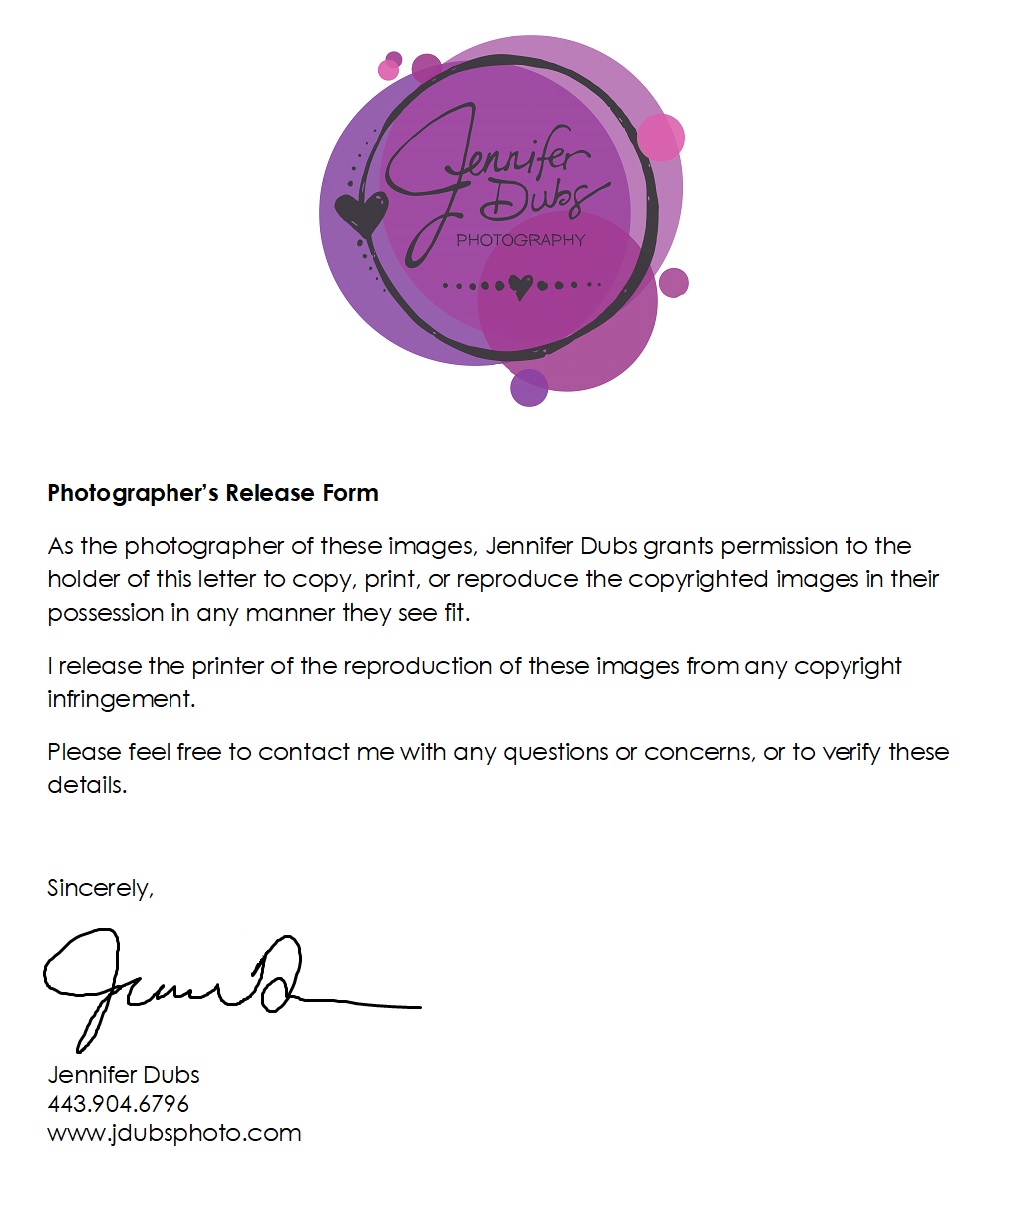 Jennifer
Dubs
PHOTOGRAPHY
Photographer's Release Form
As the photographer of these images, Jennifer Dubs grants permission to the
holder of this letter to copy, print, or reproduce the copyrighted images in their
possession in any manner they see fit.
I release the printer of the reproduction of these images from any copyright
infringement.
Please feel free to contact me with any questions or concerns, or to verify these
details.
Sincerely,
Jennifer Dubs
443.904.6796
www.jdubsphoto.com